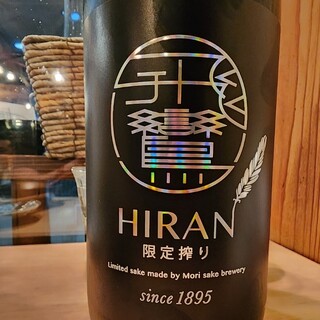 HIRAN
限定搾り
Limited sake made by Mori sake brewery
since 1895